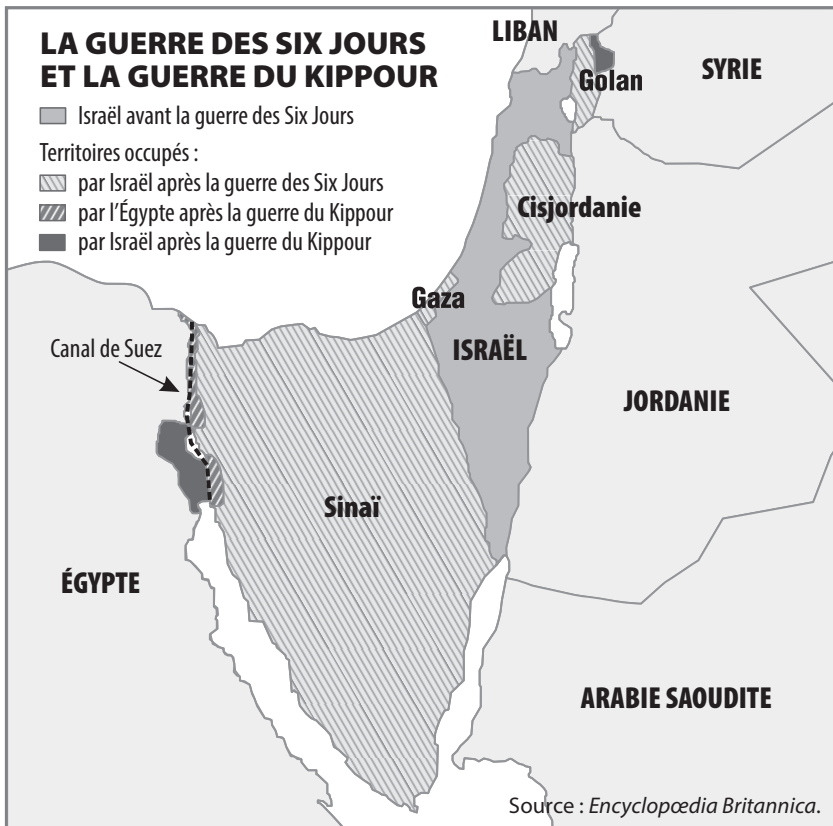 LA GUERRE DES SIX JOURS
ET LA GUERRE DU KIPPOUR
Israël avant la guerre des Six Jours
Territoires occupés :
par Israël après la guerre des Six Jours
par l'Égypte après la guerre du Kippour
par Israël après la guerre du Kippour
LIBAN
Golan
SYRIE
Cisjordanie
Gaza
Canal de Suez
ISRAËL
JORDANIE
Sinaï
ÉGYPTE
ARABIE SAOUDITE
Source : Encyclopædia Britannica.